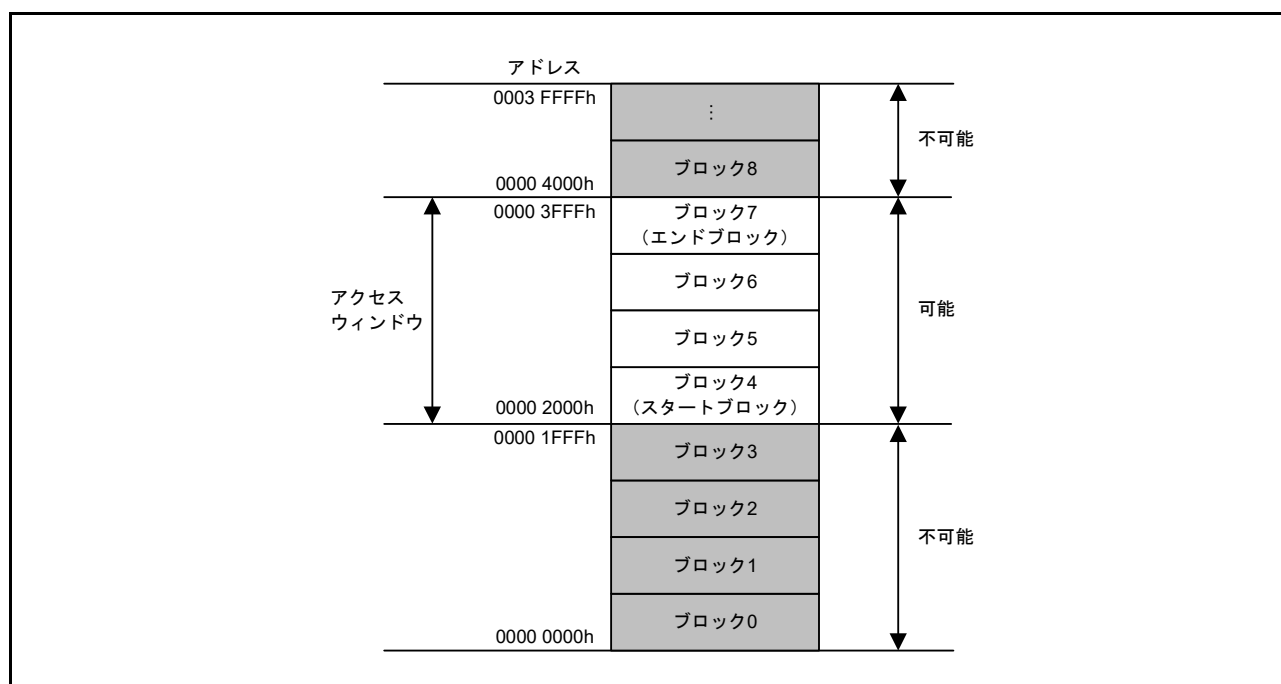 アドレス
0003 FFFFh
⋮
不可能
ブロック8
0000 4000h
0000 3FFFh
ブロック7
（エンドブロック）
ブロック6
アクセス
ウィンドウ
可能
ブロック5
ブロック4
（スタートブロック）
0000 2000h
0000 1FFFh
ブロック3
ブロック2
不可能
ブロック1
ブロック0
0000 0000h